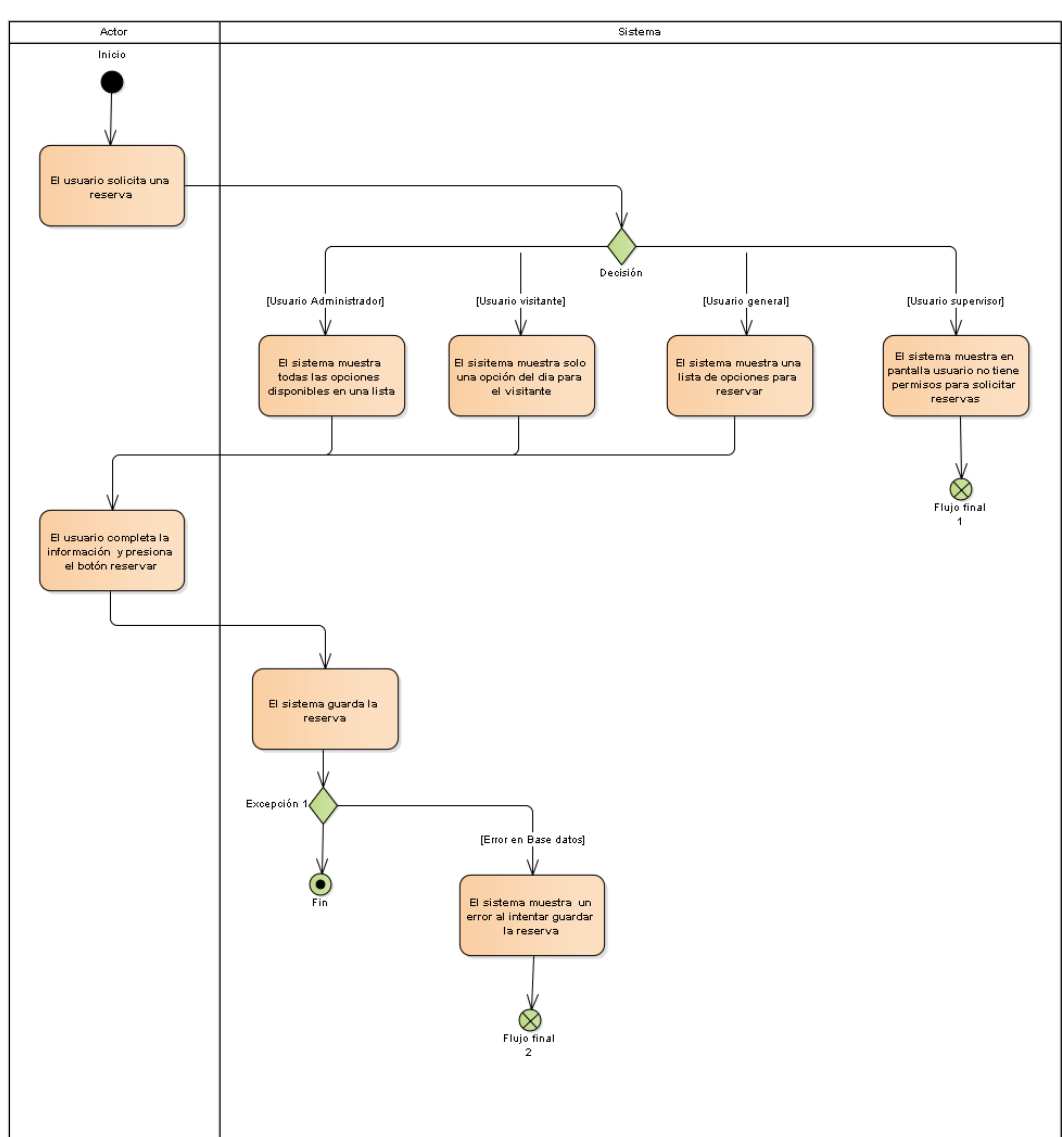 Actor
Sistema
Inicio
El usuario solicita una
reserva
Decisión
[Usuario Administrador]
[Usuario visitante]
[Usuario general]
[Usuario supervisor]
El sistema muestra
todas las opciones
disponibles en una lista
El sisitema muestra solo
una opción del dia para
el visitante
El sistema muestra una
lista de opciones para
reservar
El sistema muestra en
pantalla usuario no tiene
permisos para solicitar
reservas
Flujo final
1
El usuario completa la
información y presiona
el botón reservar
El sistema guarda la
reserva
Excepción 1
[Error en Base datos]
Fin
El sistema muestra un
error al intentar guardar
la reserva
Flujo final
2